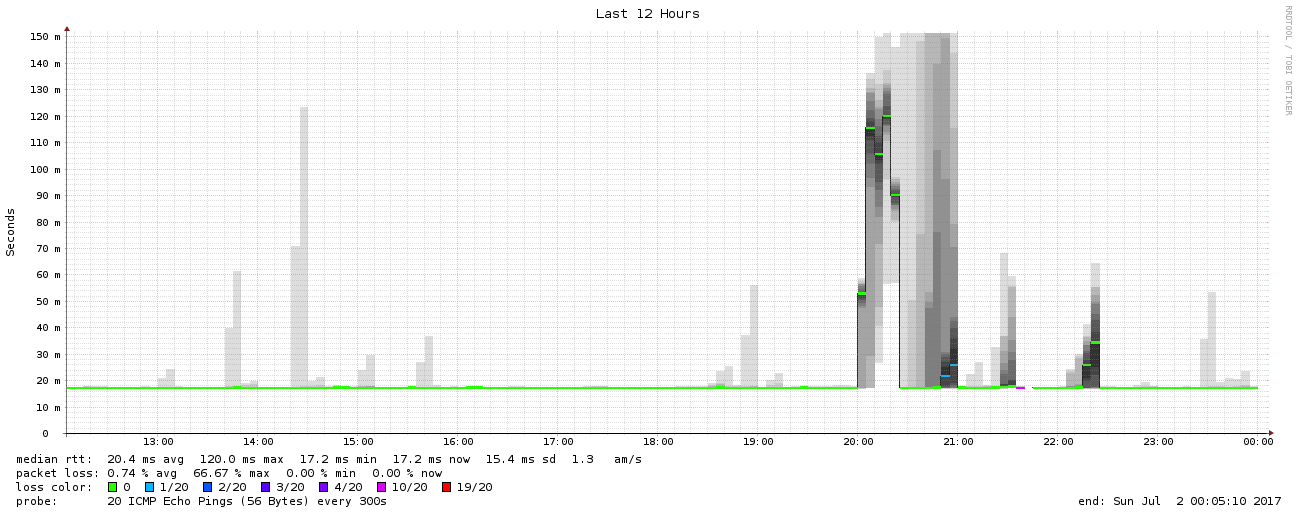 Last 12 Hours
RRDTOOL / TOBI OETIKER
Seconds
150 m
140 m
130 m
120 m
110 m
100 m
90 m
80 m
70 m
60 m
50 m
40 m
30 m
20 m
10 m
0
13:00 14:00 15:00 16:00 17:00 18:00 19:00 20:00 21:00 22:00 23:00 00:00
median rtt: 20.4 ms avg 120.0 ms max 17.2 ms min 17.2 ms now 15.4 ms sd 1.3 am/s
packet loss: 0.74 % avg 66.67 % max 0.00 % min 0.00 % now
loss color: 0 1/20 2/20 3/20 4/20 10/20 19/20
probe: 20 ICMP Echo Pings (56 Bytes) every 300s end: Sun Jul 2 00:05:10 2017